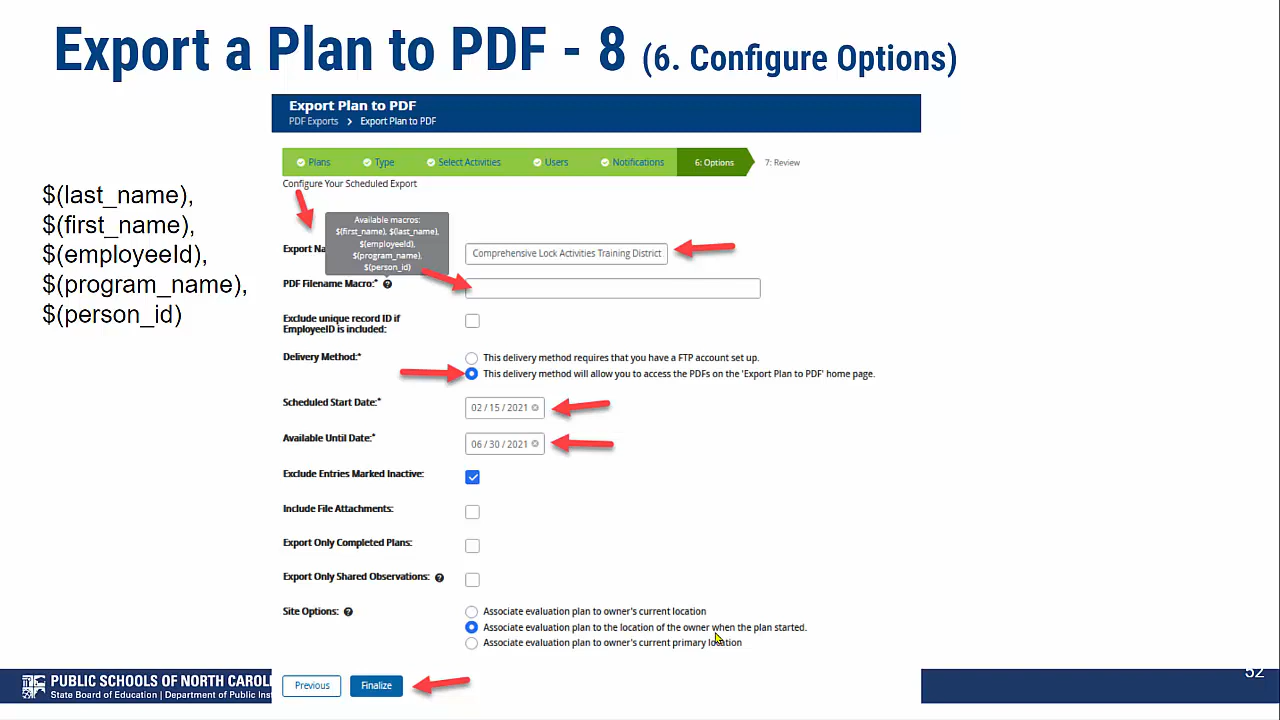 Export a Plan to PDF - 8 (6. Configure Options)
$(last_name),
$(first_name),
$(employeeId),
$(program_name),
$(person_id)
Export Plan to PDF
PDF Exports > Export Plan to PDF
Plans Type Select Activities Users Notifications 6: Options 7: Review
Configure Your Scheduled Export
Available macros:
$(first_name), $(last_name),
$(employeeId),
$(program_name),
$(person_id)
Export Na
Comprehensive Lock Activities Training District
PDF Filename Macro:*
Exclude unique record ID if
EmployeeID is included:
Delivery Method:*
This delivery method requires that you have a FTP account set up.
This delivery method will allow you to access the PDFs on the 'Export Plan to PDF' home page.
Scheduled Start Date:*
02 / 15 / 2021
Available Until Date:*
06 / 30 / 2021
Exclude Entries Marked Inactive:
Include File Attachments:
Export Only Completed Plans:
Export Only Shared Observations:
Site Options:
Associate evaluation plan to owner's current location
Associate evaluation plan to the location of the owner when the plan started.
Associate evaluation plan to owner's current primary location
Previous Finalize
PUBLIC SCHOOLS OF NORTH CAROL
State Board of Education | Department of Public Ins
52